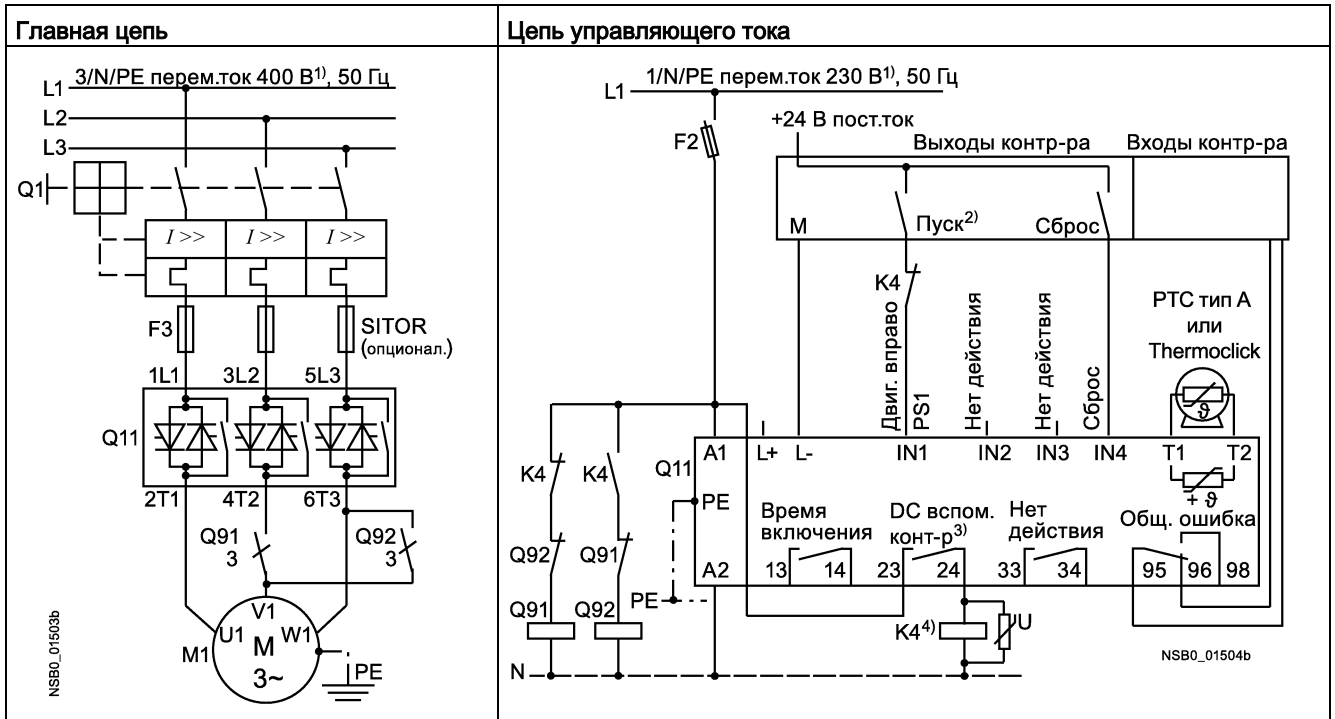 Главная цепь
3/N/PE перем.ток 400 В1), 50 Гц
L1
L2
L3
Q1
I >> I >> I >>
F3
SITOR
(опционал.)
1L1 3L2 5L3
Q11
2T1 4T2 6T3
Q91
3
Q92
3
V1
U1 W1
M1
M
3~
PE
NSB0_01503b
Цепь управляющего тока
1/N/PE перем.ток 230 В1), 50 Гц
L1
F2
+24 В пост.ток
Выходы контр-ра
Входы контр-ра
M
Пуск2)
Сброс
K4
Двиг. вправо
PS1
Нет действия
Нет действия
Сброс
PTC тип A
или
Thermoclick
ϑ
Q11
A1 L+ L- IN1 IN2 IN3 IN4 T1 T2
+ ϑ
K4 K4
PE
Время
включения
DC вспом.
конт-р3)
Нет
действия
Общ. ошибка
Q92 Q91
A2 13 14 23 24 33 34 95 96 98
PE
Q91 Q92
K44)
U
N
NSB0_01504b